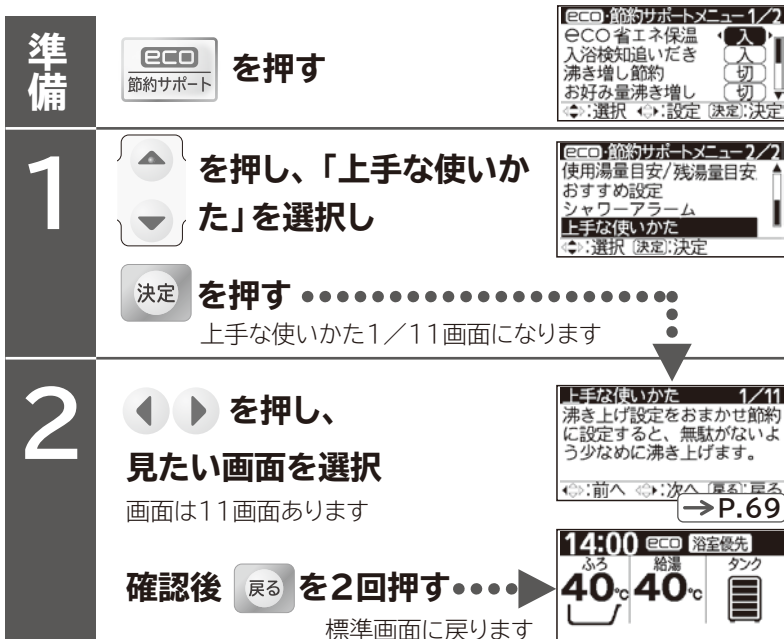 準備
eco 節約サポート を押す
eco・節約サポートメニュー1/2
eco省エネ保温 入
入浴検知追いだき 入
沸き増し節約 切
お好み量沸き増し 切
:選択 :設定 決定:決定
1
を押し、「上手な使いか
た」を選択し
決定 を押す
上手な使いかた1／11画面になります
eco・節約サポートメニュー2/2
使用湯量目安/残湯量目安
おすすめ設定
シャワーアラーム
上手な使いかた
:選択 決定:決定
2
を押し、
見たい画面を選択
画面は11画面あります
上手な使いかた 1/11
沸き上げ設定をおまかせ節約
に設定すると、無駄がないよ
う少なめに沸き上げます。
:前へ :次へ 戻る:戻る
→P.69
確認後 戻る を2回押す
標準画面に戻ります
14:00 eco 浴室優先
ふろ 給湯 タンク
40℃ 40℃